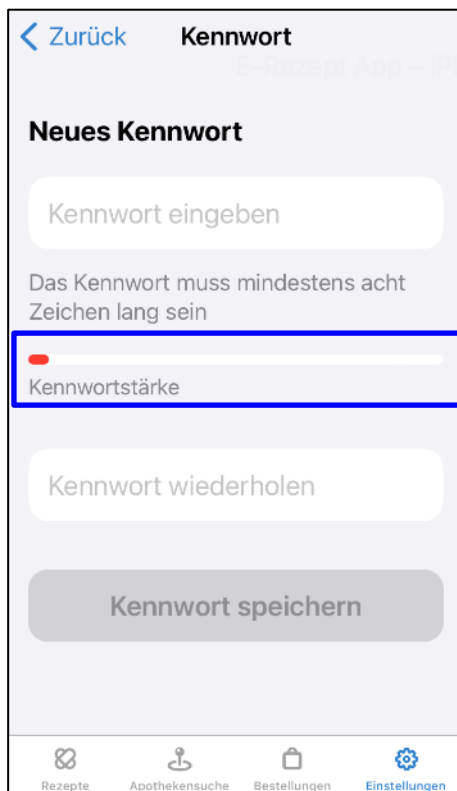 Zurück
Kennwort
E-Rezept App – iP
Neues Kennwort
Kennwort eingeben
Das Kennwort muss mindestens acht
Zeichen lang sein
Kennwortstärke
Kennwort wiederholen
Kennwort speichern
Rezepte
Apothekensuche
Bestellungen
Einstellungen